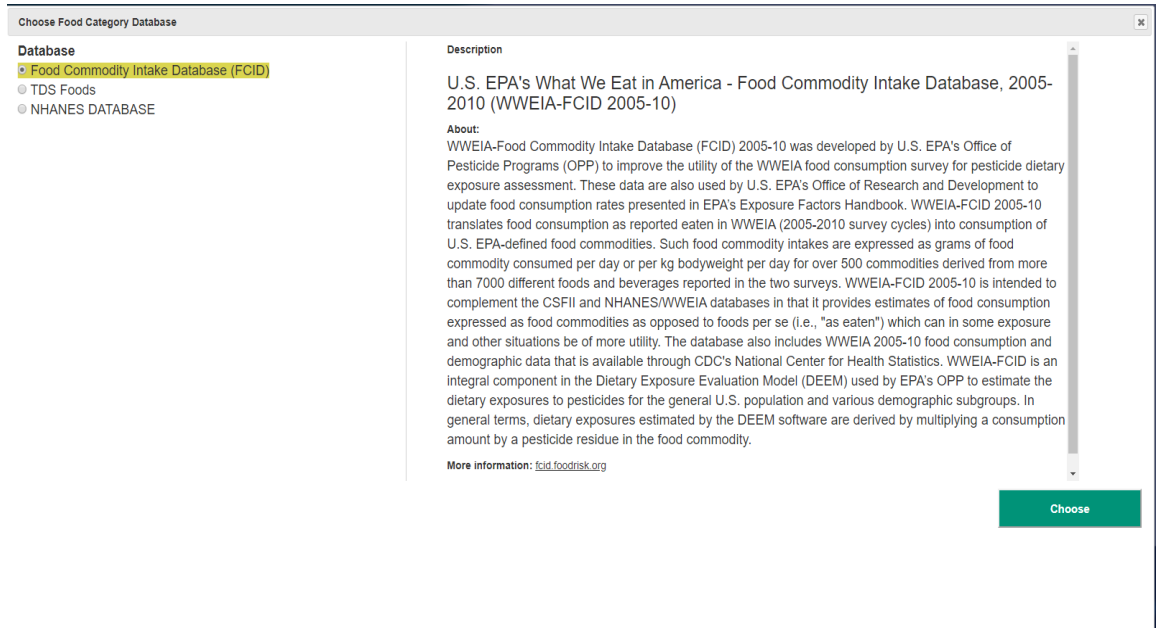 Choose Food Category Database
x
Database
Food Commodity Intake Database (FCID)
TDS Foods
NHANES DATABASE
Description
U.S. EPA's What We Eat in America - Food Commodity Intake Database, 2005-
2010 (WWEIA-FCID 2005-10)
About:
WWEIA-Food Commodity Intake Database (FCID) 2005-10 was developed by U.S. EPA's Office of
Pesticide Programs (OPP) to improve the utility of the WWEIA food consumption survey for pesticide dietary
exposure assessment. These data are also used by U.S. EPA's Office of Research and Development to
update food consumption rates presented in EPA's Exposure Factors Handbook. WWEIA-FCID 2005-10
translates food consumption as reported eaten in WWEIA (2005-2010 survey cycles) into consumption of
U.S. EPA-defined food commodities. Such food commodity intakes are expressed as grams of food
commodity consumed per day or per kg bodyweight per day for over 500 commodities derived from more
than 7000 different foods and beverages reported in the two surveys. WWEIA-FCID 2005-10 is intended to
complement the CSFII and NHANES/WWEIA databases in that it provides estimates of food consumption
expressed as food commodities as opposed to foods per se (i.e., "as eaten") which can in some exposure
and other situations be of more utility. The database also includes WWEIA 2005-10 food consumption and
demographic data that is available through CDC's National Center for Health Statistics. WWEIA-FCID is an
integral component in the Dietary Exposure Evaluation Model (DEEM) used by EPA's OPP to estimate the
dietary exposures to pesticides for the general U.S. population and various demographic subgroups. In
general terms, dietary exposures estimated by the DEEM software are derived by multiplying a consumption
amount by a pesticide residue in the food commodity.
More information: fcid.foodrisk.org
Choose